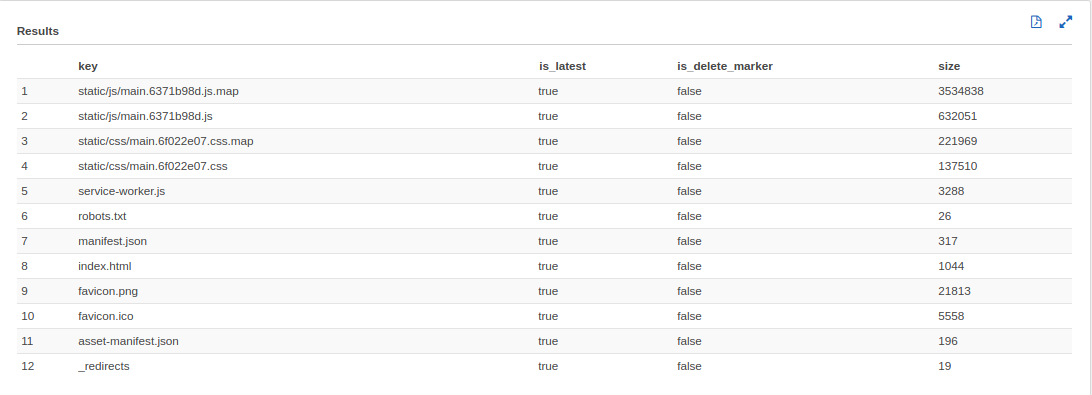 Results
key is_latest is_delete_marker size
1 static/js/main.6371b98d.js.map true false 3534838
2 static/js/main.6371b98d.js true false 632051
3 static/css/main.6f022e07.css.map true false 221969
4 static/css/main.6f022e07.css true false 137510
5 service-worker.js true false 3288
6 robots.txt true false 26
7 manifest.json true false 317
8 index.html true false 1044
9 favicon.png true false 21813
10 favicon.ico true false 5558
11 asset-manifest.json true false 196
12 _redirects true false 19